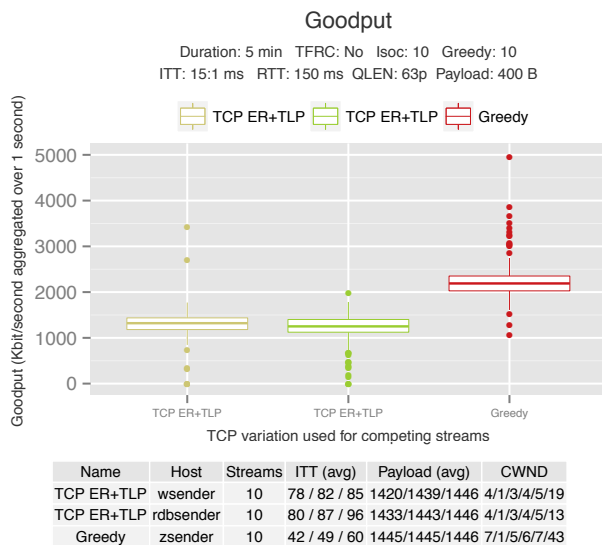 Goodput
Duration: 5 min TFRC: No Isoc: 10 Greedy: 10
ITT: 15:1 ms RTT: 150 ms QLEN: 63p Payload: 400 B
TCP ER+TLP TCP ER+TLP Greedy
Goodput (Kbit/second aggregated over 1 second)
5000
4000
3000
2000
1000
0
TCP ER+TLP TCP ER+TLP Greedy
TCP variation used for competing streams
Name Host Streams ITT (avg) Payload (avg) CWND
TCP ER+TLP wsender 10 78 / 82 / 85 1420/1439/1446 4/1/3/4/5/19
TCP ER+TLP rdbsender 10 80 / 87 / 96 1433/1443/1446 4/1/3/4/5/13
Greedy zsender 10 42 / 49 / 60 1445/1445/1446 7/1/5/6/7/43